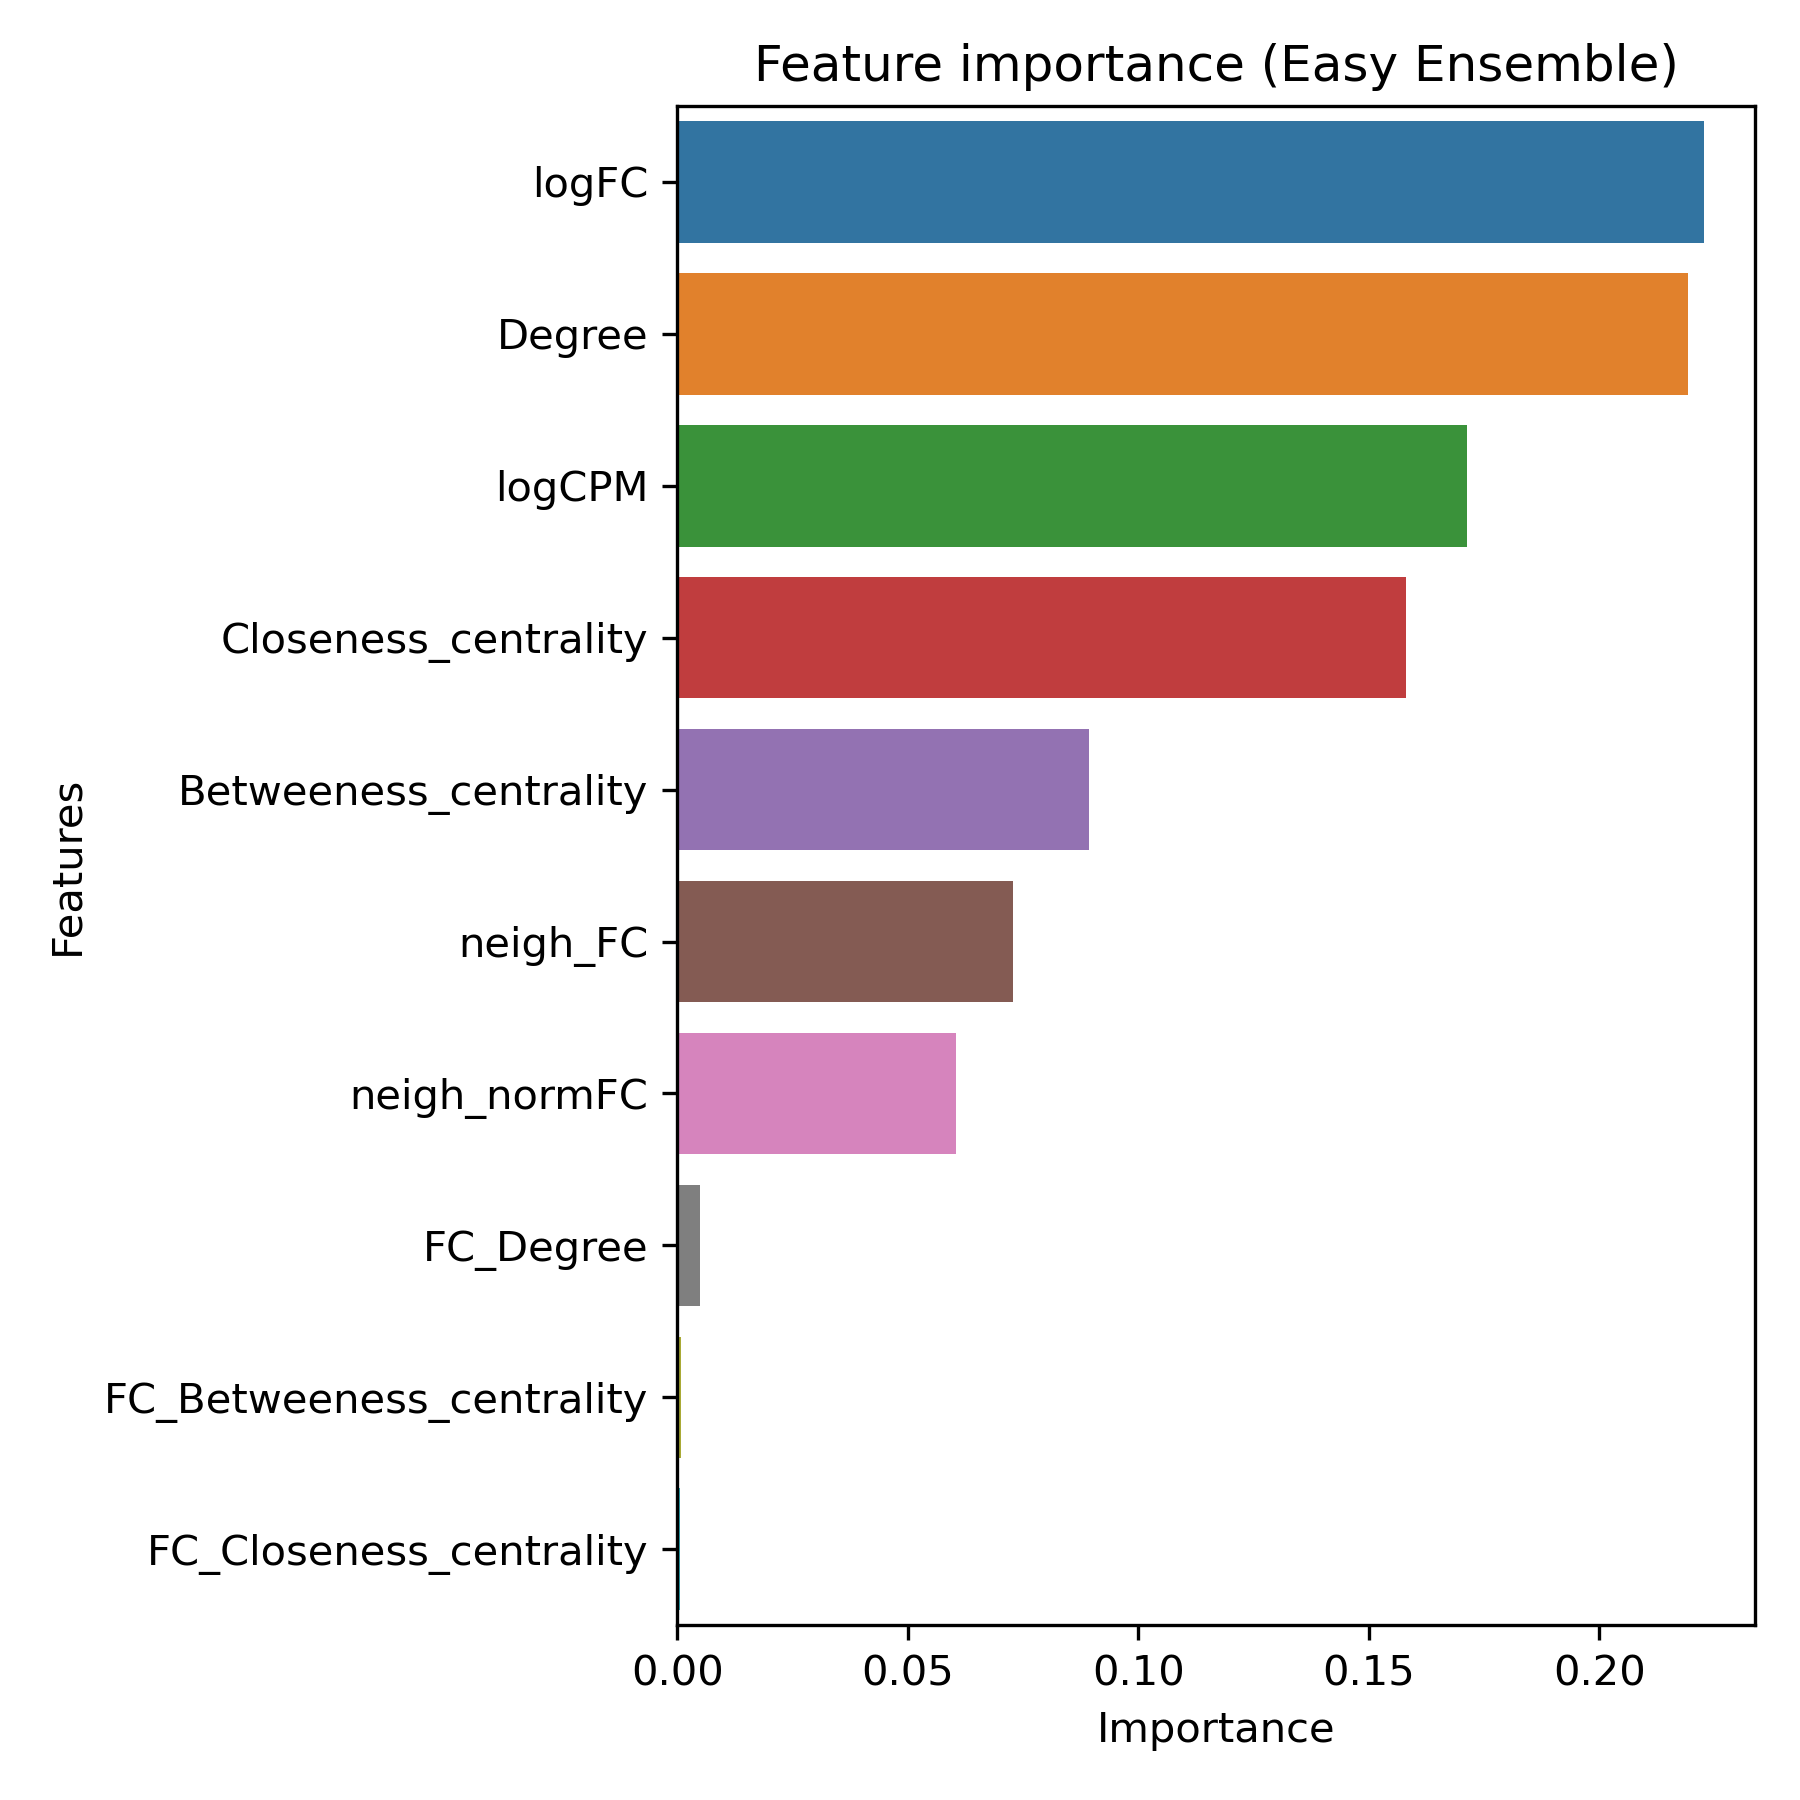 Feature importance (Easy Ensemble)
logFC
Degree
logCPM
Closeness_centrality
Betweeness_centrality
neigh_FC
neigh_normFC
FC_Degree
FC_Betweeness_centrality
FC_Closeness_centrality
Features
0.00 0.05 0.10 0.15 0.20
Importance